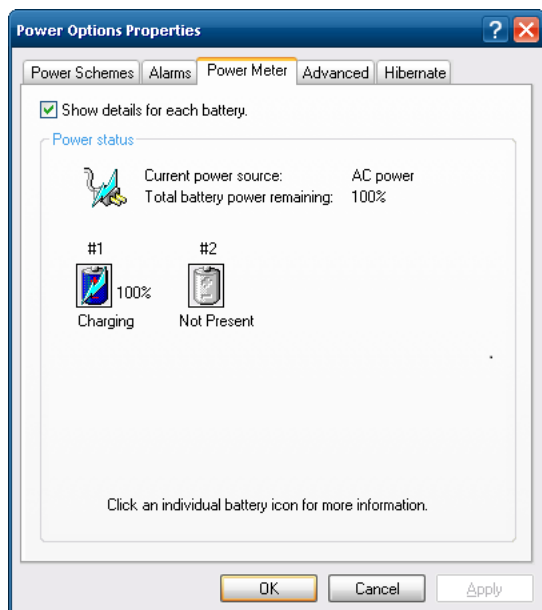 Power Options Properties
Power Schemes Alarms Power Meter Advanced Hibernate
Show details for each battery.
Power status
Current power source: AC power
Total battery power remaining: 100%
#1 #2
100%
Charging Not Present
Click an individual battery icon for more information.
OK Cancel Apply